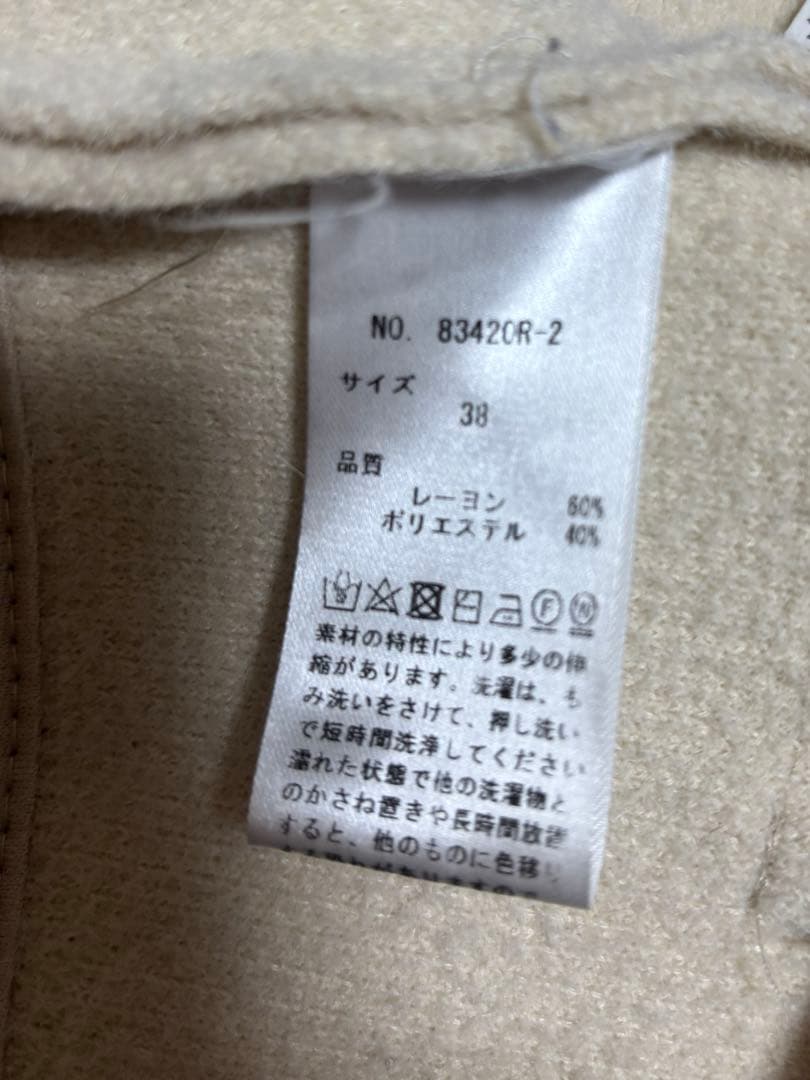 NO. 83420R-2
サイズ
38
品質
レーヨン 60%
ポリエステル 40%
F W
素材の特性により多少の伸
縮があります。洗濯は、も
み洗いをさけて、押し洗い
で短時間洗浄してください
濡れた状態で他の洗濯物と
のかさね置きや長時間放置
すると、他のものに色移り